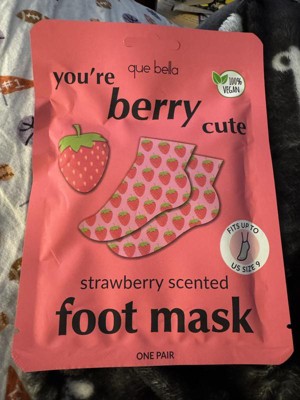 que bella
you're
berry
cute
100%
VEGAN
FITS UP TO
US SIZE 9
strawberry scented
foot mask
ONE PAIR